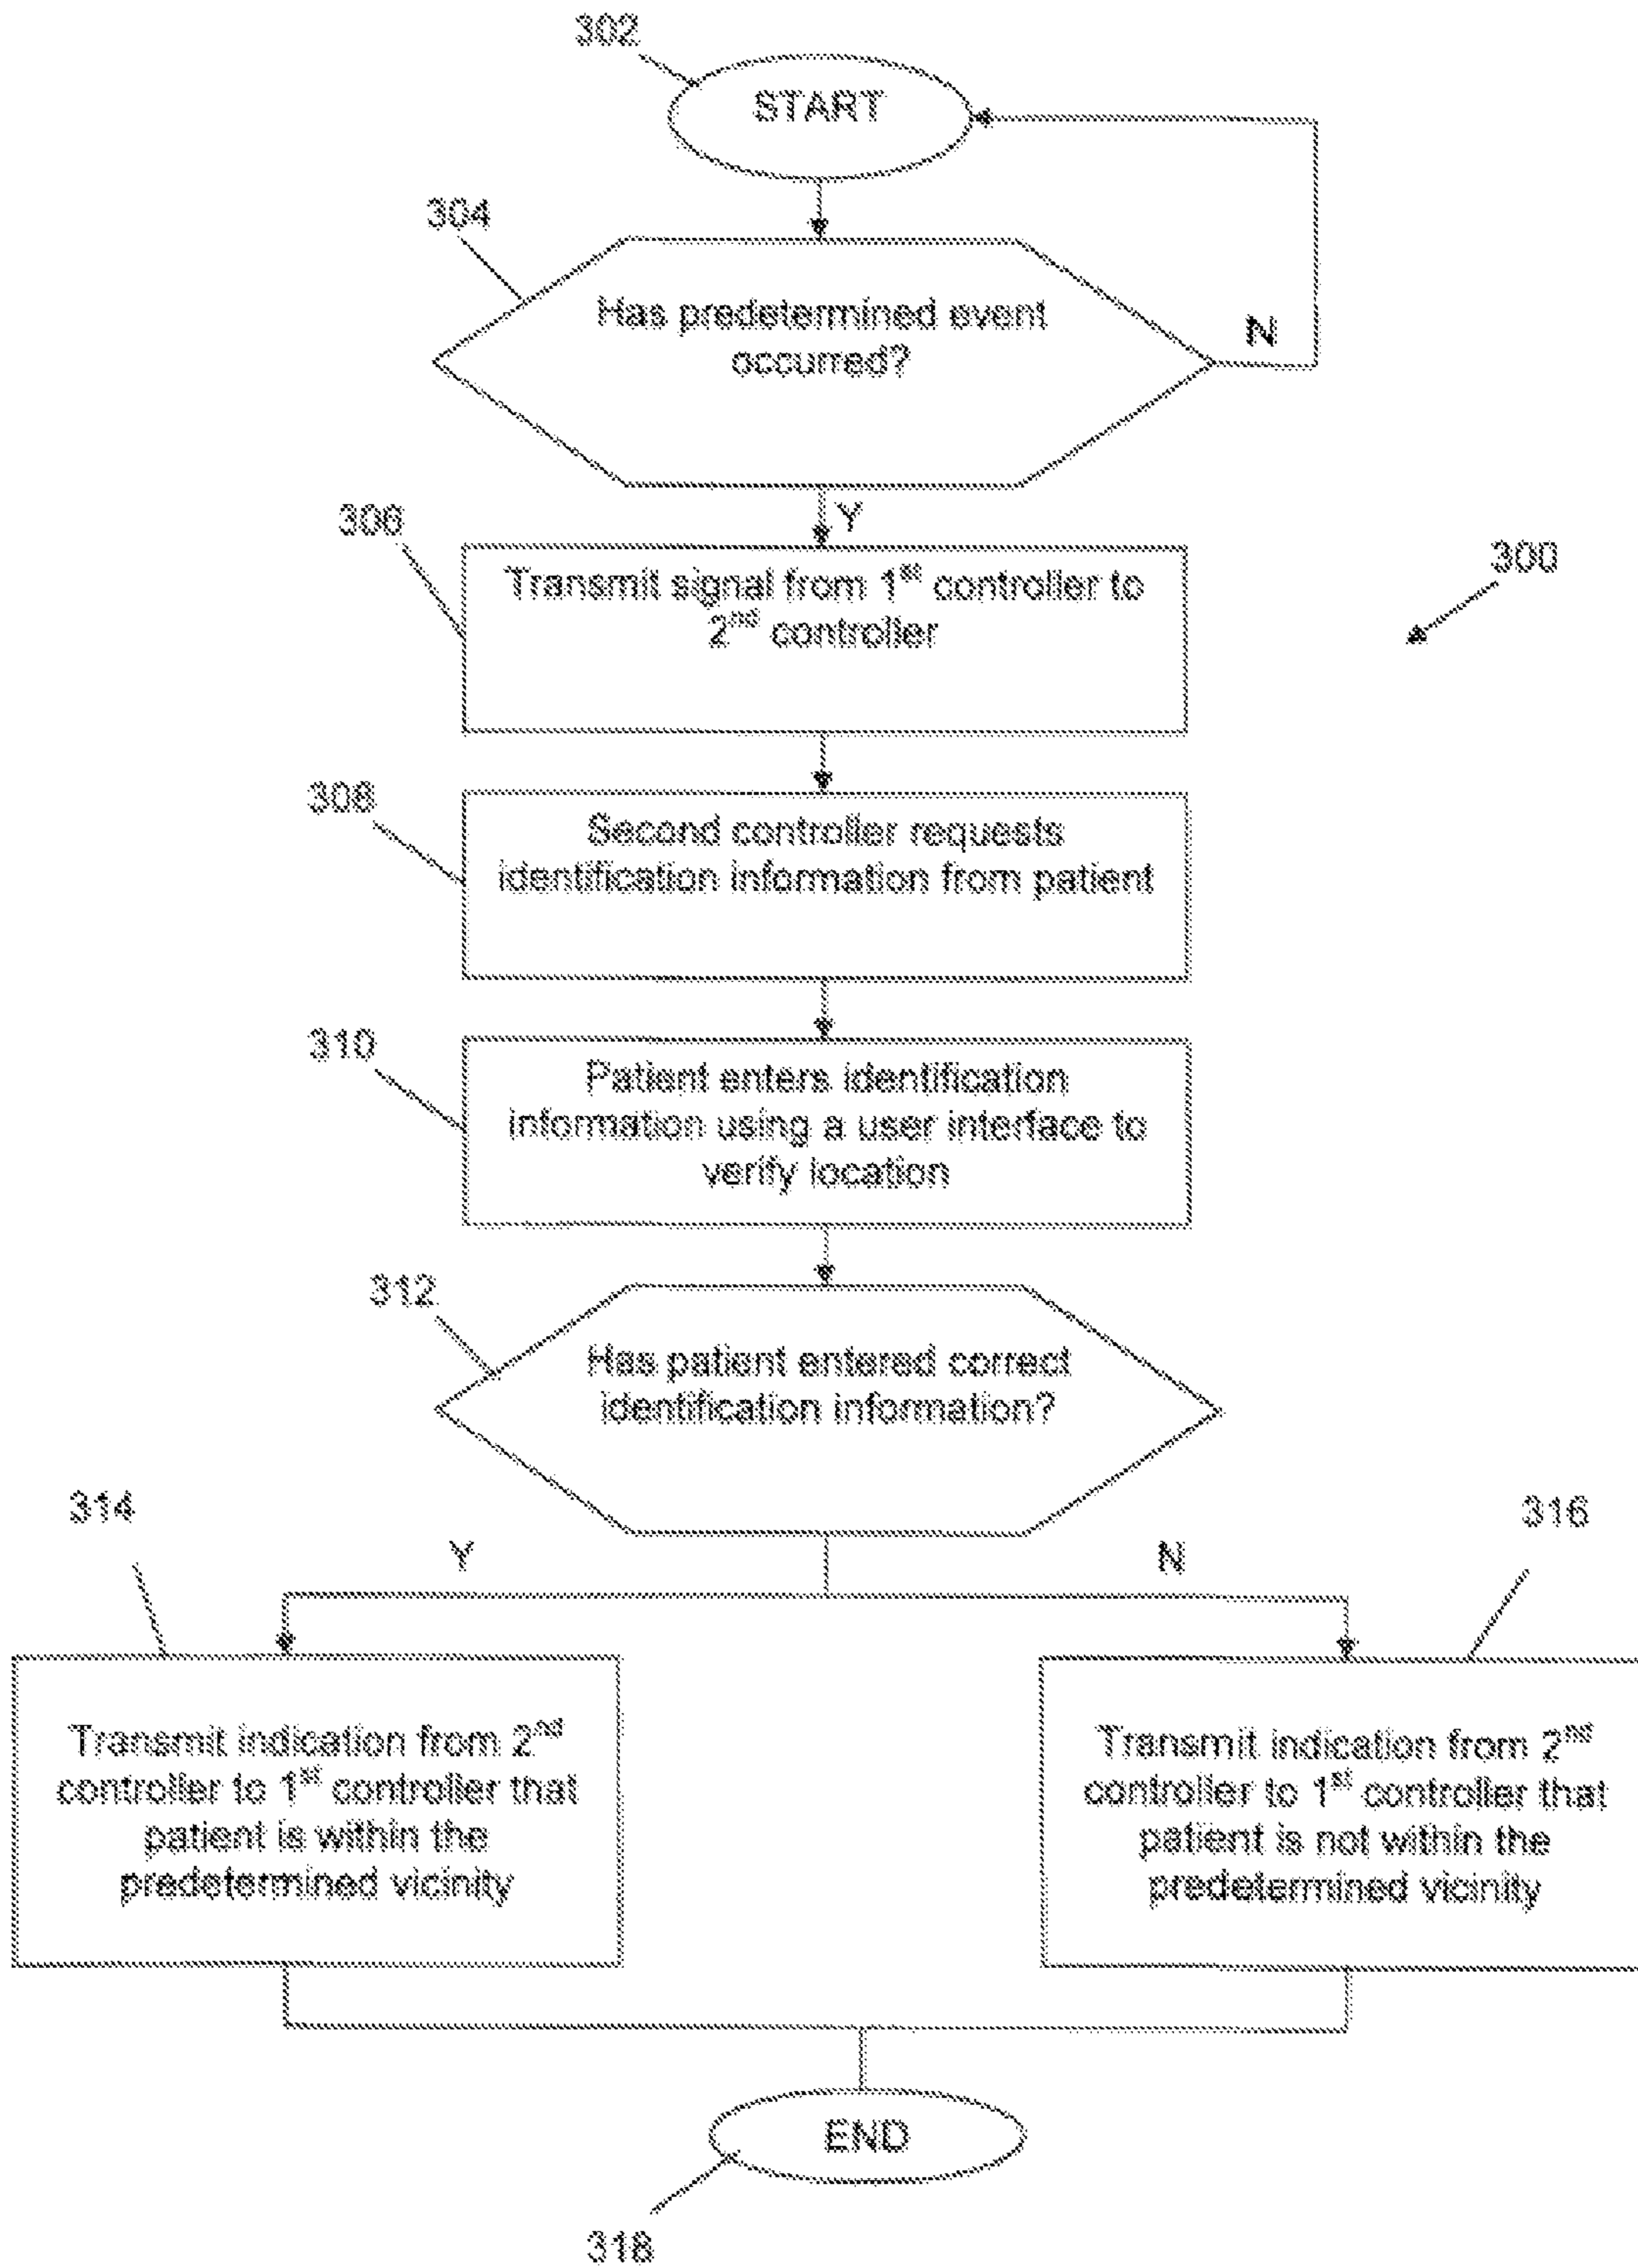 302
START
304
Has predetermined event
occurred?
N
Y
306
Transmit signal from 1st controller to
2nd controller
300
308
Second controller requests
identification information from patient
310
Patient enters identification
information using a user interface to
verify location
312
Has patient entered correct
identification information?
314
Y
N
316
Transmit indication from 2nd
controller to 1st controller that
patient is within the
predetermined vicinity
Transmit indication from 2nd
controller to 1st controller that
patient is not within the
predetermined vicinity
END
318